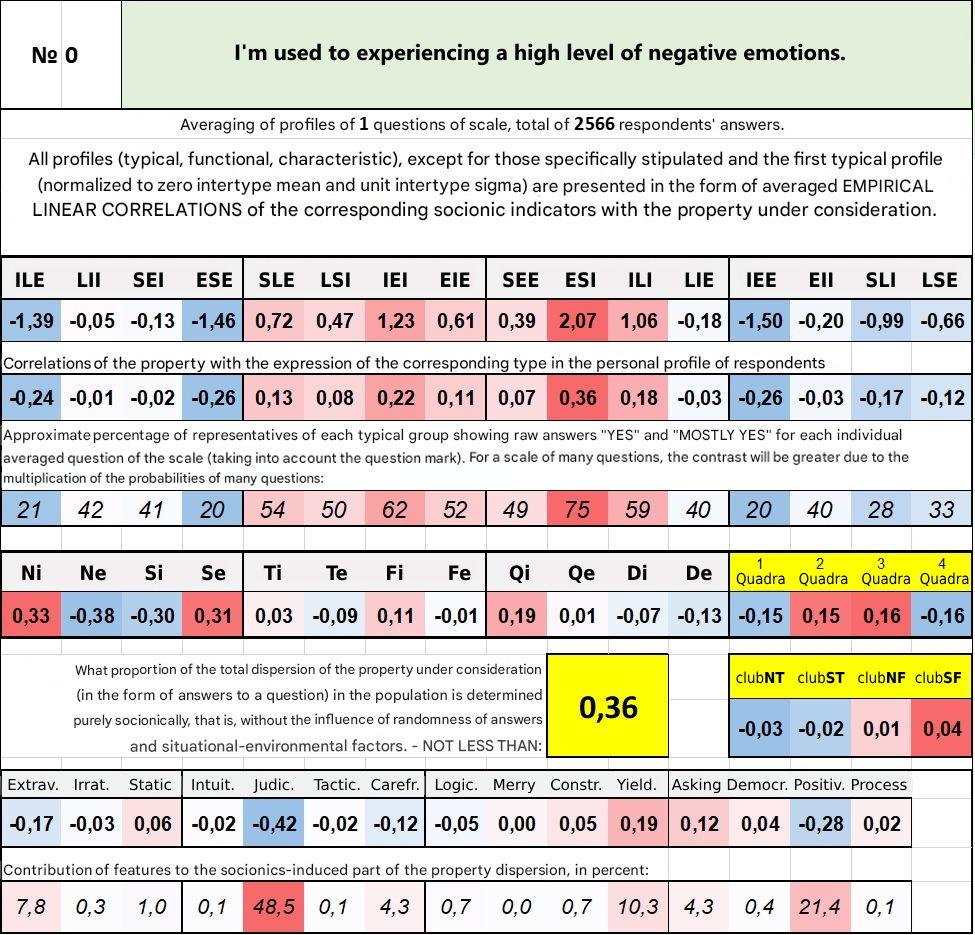 № 0
I'm used to experiencing a high level of negative emotions.
Averaging of profiles of 1 questions of scale, total of 2566 respondents' answers.
All profiles (typical, functional, characteristic), except for those specifically stipulated and the first typical profile
(normalized to zero intertype mean and unit intertype sigma) are presented in the form of averaged EMPIRICAL
LINEAR CORRELATIONS of the corresponding socionic indicators with the property under consideration.
ILE LII SEI ESE SLE LSI IEI EIE SEE ESI ILI LIE IEE EII SLI LSE
-1,39 -0,05 -0,13 -1,46 0,72 0,47 1,23 0,61 0,39 2,07 1,06 -0,18 -1,50 -0,20 -0,99 -0,66
Correlations of the property with the expression of the corresponding type in the personal profile of respondents
-0,24 -0,01 -0,02 -0,26 0,13 0,08 0,22 0,11 0,07 0,36 0,18 -0,03 -0,26 -0,03 -0,17 -0,12
Approximate percentage of representatives of each typical group showing raw answers "YES" and "MOSTLY YES" for each individual
averaged question of the scale (taking into account the question mark). For a scale of many questions, the contrast will be greater due to the
multiplication of the probabilities of many questions:
21 42 41 20 54 50 62 52 49 75 59 40 20 40 28 33
Ni Ne Si Se Ti Te Fi Fe Qi Qe Di De 1 Quadra 2 Quadra 3 Quadra 4 Quadra
0,33 -0,38 -0,30 0,31 0,03 -0,09 0,11 -0,01 0,19 0,01 -0,07 -0,13 -0,15 0,15 0,16 -0,16
What proportion of the total dispersion of the property under consideration
(in the form of answers to a question) in the population is determined
purely socionically, that is, without the influence of randomness of answers
and situational-environmental factors. - NOT LESS THAN:
0,36
clubNT clubST clubNF clubSF
-0,03 -0,02 0,01 0,04
Extrav. Irrat. Static Intuit. Judic. Tactic. Carefr. Logic. Merry Constr. Yield. Asking Democr. Positiv. Process
-0,17 -0,03 0,06 -0,02 -0,42 -0,02 -0,12 -0,05 0,00 0,05 0,19 0,12 0,04 -0,28 0,02
Contribution of features to the socionics-induced part of the property dispersion, in percent:
7,8 0,3 1,0 0,1 48,5 0,1 4,3 0,7 0,0 0,7 10,3 4,3 0,4 21,4 0,1